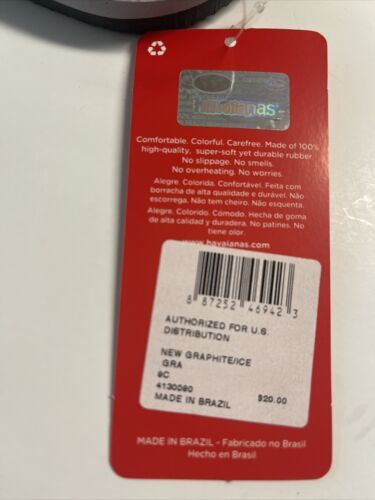 havaianas
Comfortable. Colorful. Carefree. Made of 100%
high-quality, super-soft yet durable rubber
No slippage. No smells.
No overheating. No worries.
Alegre. Colorida. Confortável. Feita com
borracha de alta qualidade e durável. Não
escorrega. Não tem cheiro. Não esquenta.
Alegre. Colorido. Cómodo. Hecha de goma
de alta calidad y duradera. No patines. No
tiene olor.
www.havaianas.com
8 87252 46942 3
AUTHORIZED FOR U.S.
DISTRIBUTION
NEW GRAPHITE/ICE
GRA
9C
4130090
MADE IN BRAZIL $20.00
MADE IN BRAZIL - Fabricado no Brasil
Hecho en Brasil